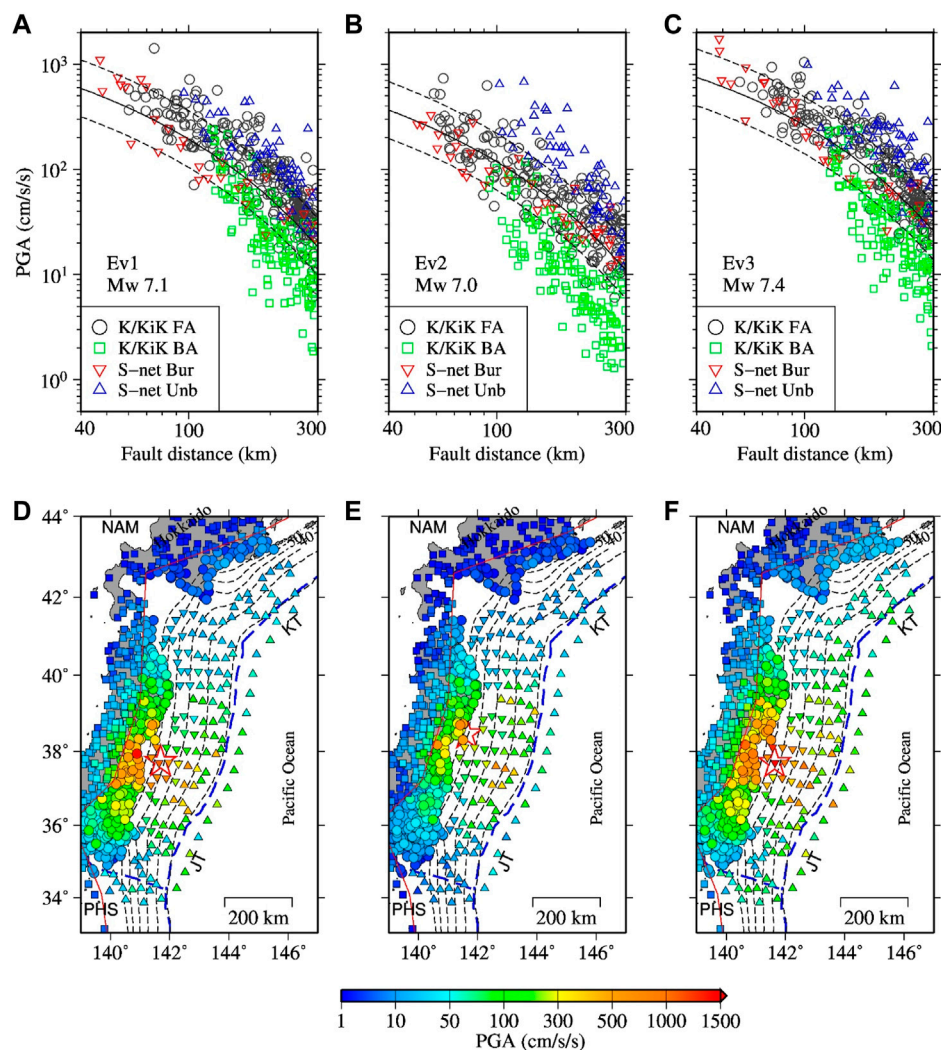 A
B
C
10³
10²
10¹
10⁰
PGA (cm/s/s)
Ev1
Mw 7.1
K/KiK FA
K/KiK BA
S−net Bur
S−net Unb
40
100
300
Fault distance (km)
Ev2
Mw 7.0
K/KiK FA
K/KiK BA
S−net Bur
S−net Unb
40
100
300
Fault distance (km)
Ev3
Mw 7.4
K/KiK FA
K/KiK BA
S−net Bur
S−net Unb
40
100
300
Fault distance (km)
D
E
F
44°
42°
40°
38°
36°
34°
NAM
Hokkaido
KT
JT
PHS
Pacific Ocean
200 km
140°
142°
144°
146°
NAM
Hokkaido
KT
JT
PHS
Pacific Ocean
200 km
140°
142°
144°
146°
NAM
Hokkaido
KT
JT
PHS
Pacific Ocean
200 km
140°
142°
144°
146°
1
10
50
100
300
500
1000
1500
PGA (cm/s/s)